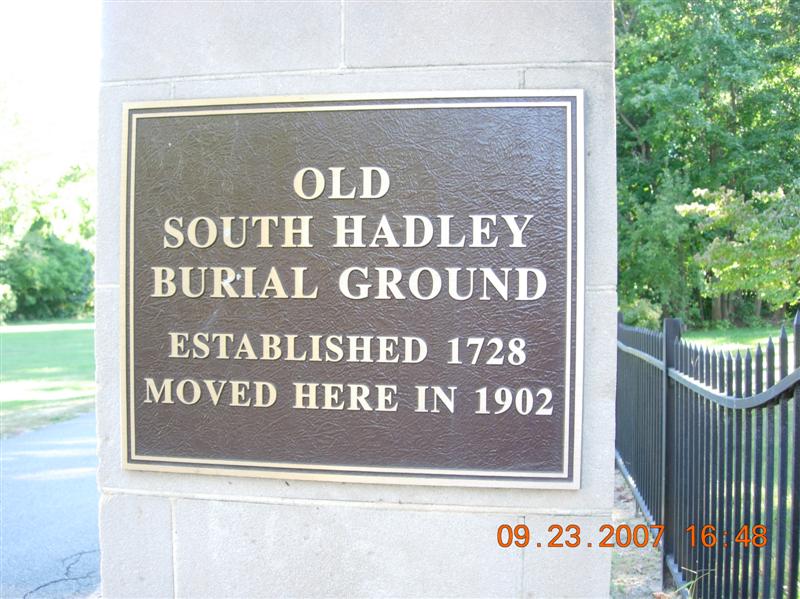 OLD
SOUTH HADLEY
BURIAL GROUND
ESTABLISHED 1728
MOVED HERE IN 1902
09.23.2007 16:48